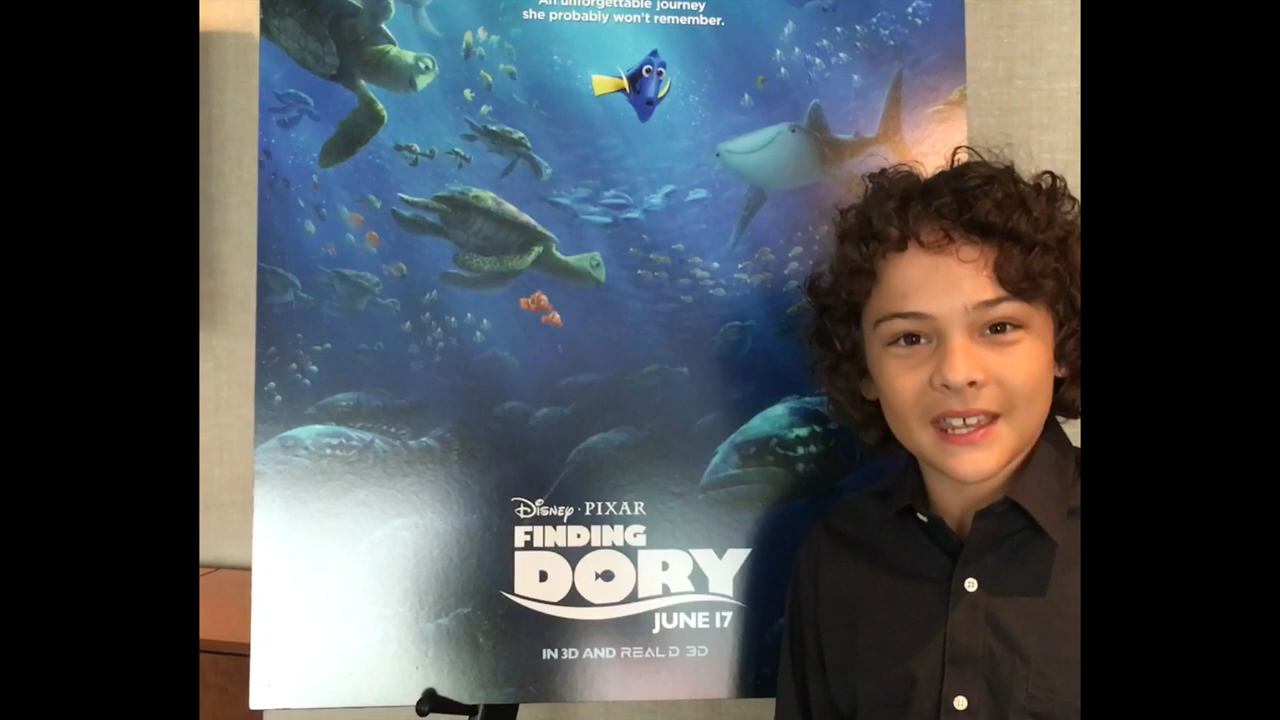 An unforgettable journey
she probably won't remember.
Disney · PIXAR
FINDING
DORY
JUNE 17
IN 3D AND REAL D 3D